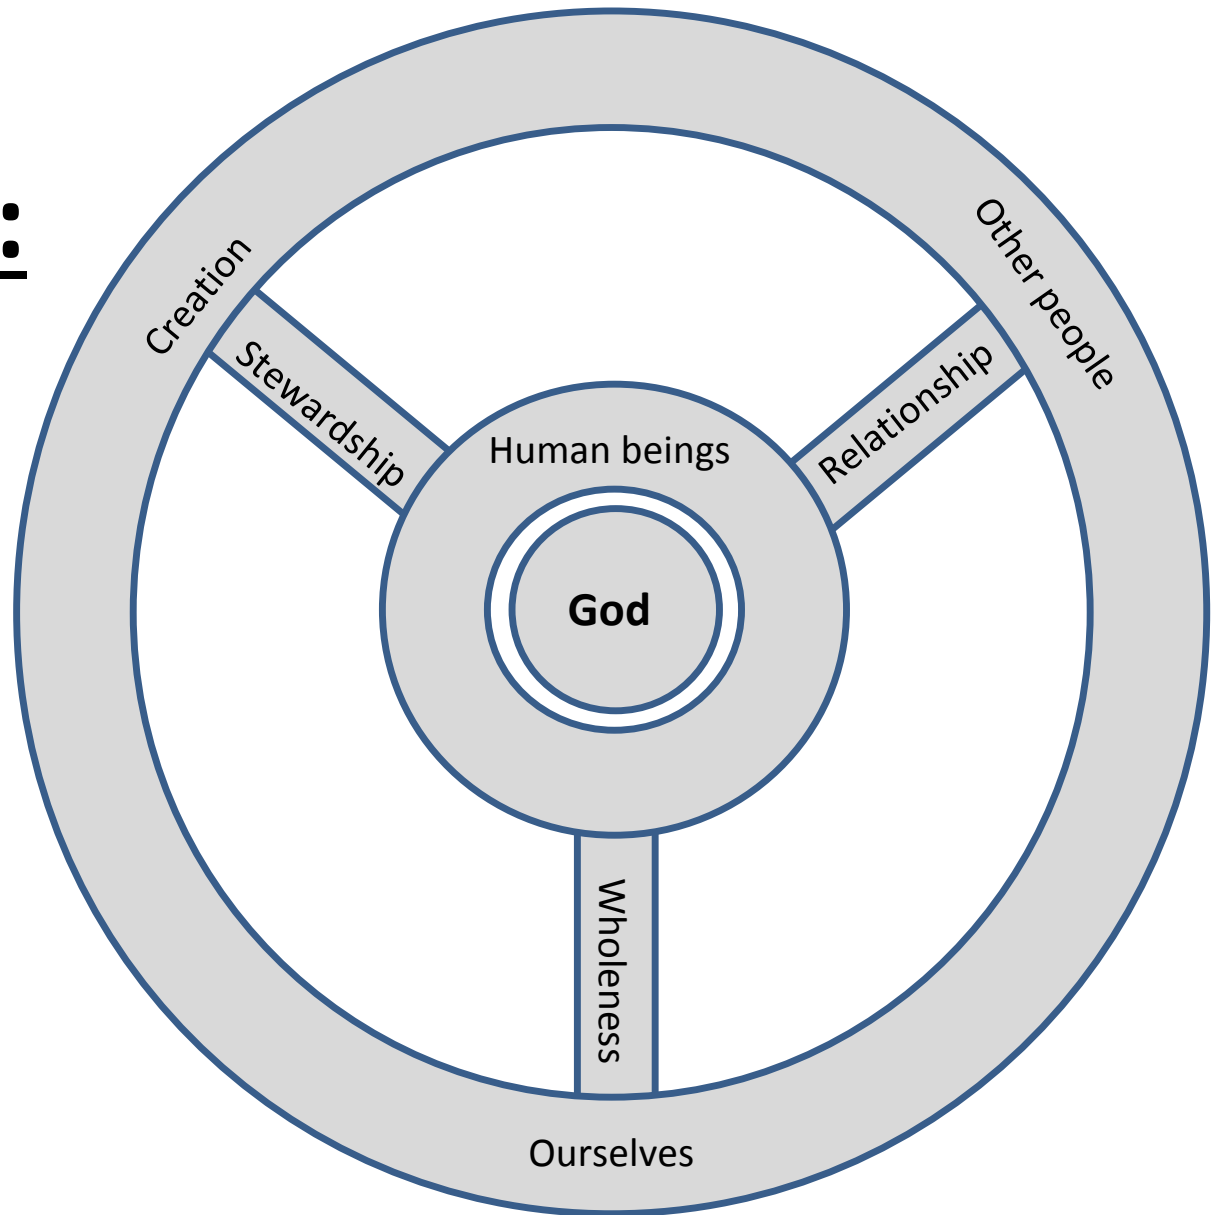 :
Creation
Other people
Stewardship
Relationship
Human beings
God
Wholeness
Ourselves